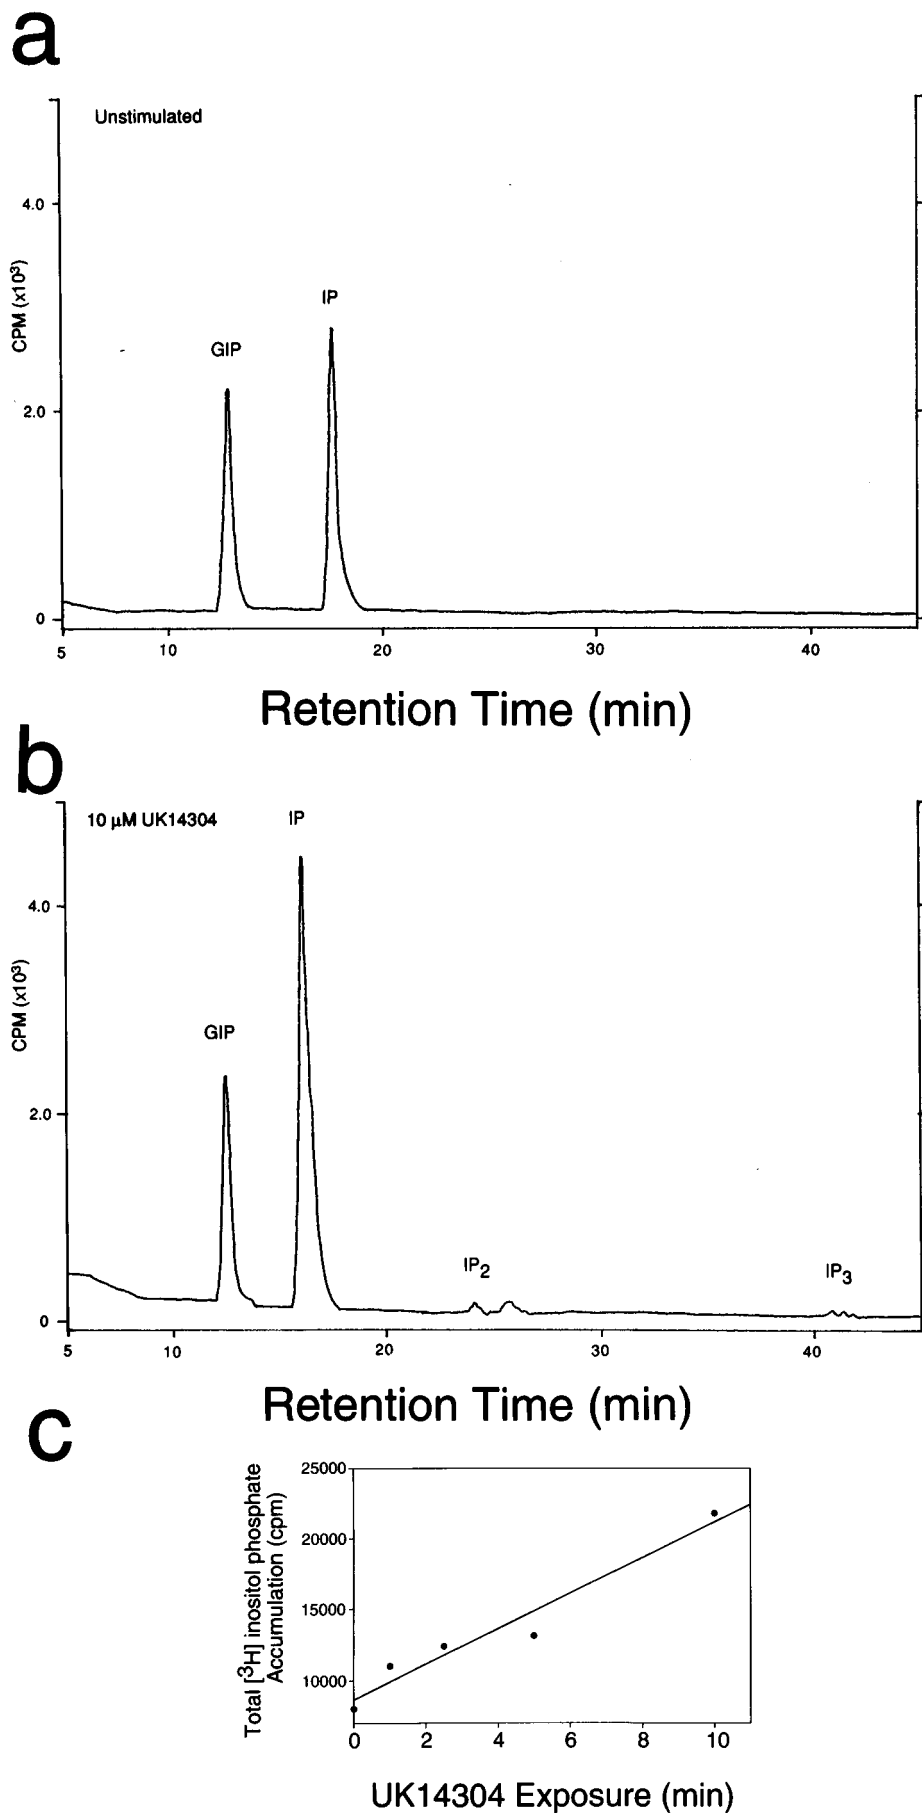 a
Unstimulated
4.0
CPM (x10³)
IP
GIP
2.0
0
5 10 20 30 40
Retention Time (min)
b
10 µM UK14304
IP
4.0
CPM (x10³)
GIP
2.0
IP₂
IP₃
0
5 10 20 30 40
Retention Time (min)
c
Total [³H] inositol phosphate
Accumulation (cpm)
25000
20000
15000
10000
0 2 4 6 8 10
UK14304 Exposure (min)